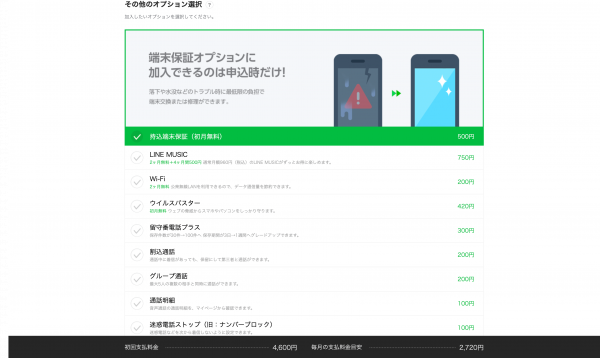 その他のオプション選択 ?
加入したいオプションを選択してください。
端末保証オプションに
加入できるのは申込時だけ!
落下や水没などのトラブル時に最低限の負担で
端末交換または修理ができます。
持込端末保証（初月無料） 500円
LINE MUSIC 750円
Wi-Fi 200円
2ヶ月無料
ウイルスバスター 420円
初月無料
留守番電話プラス 300円
割込通話 200円
グループ通話 200円
通話明細 100円
迷惑電話ストップ（旧：ナンバーブロック） 100円
初回支払料金 4,600円 毎月の支払料金目安 2,720円